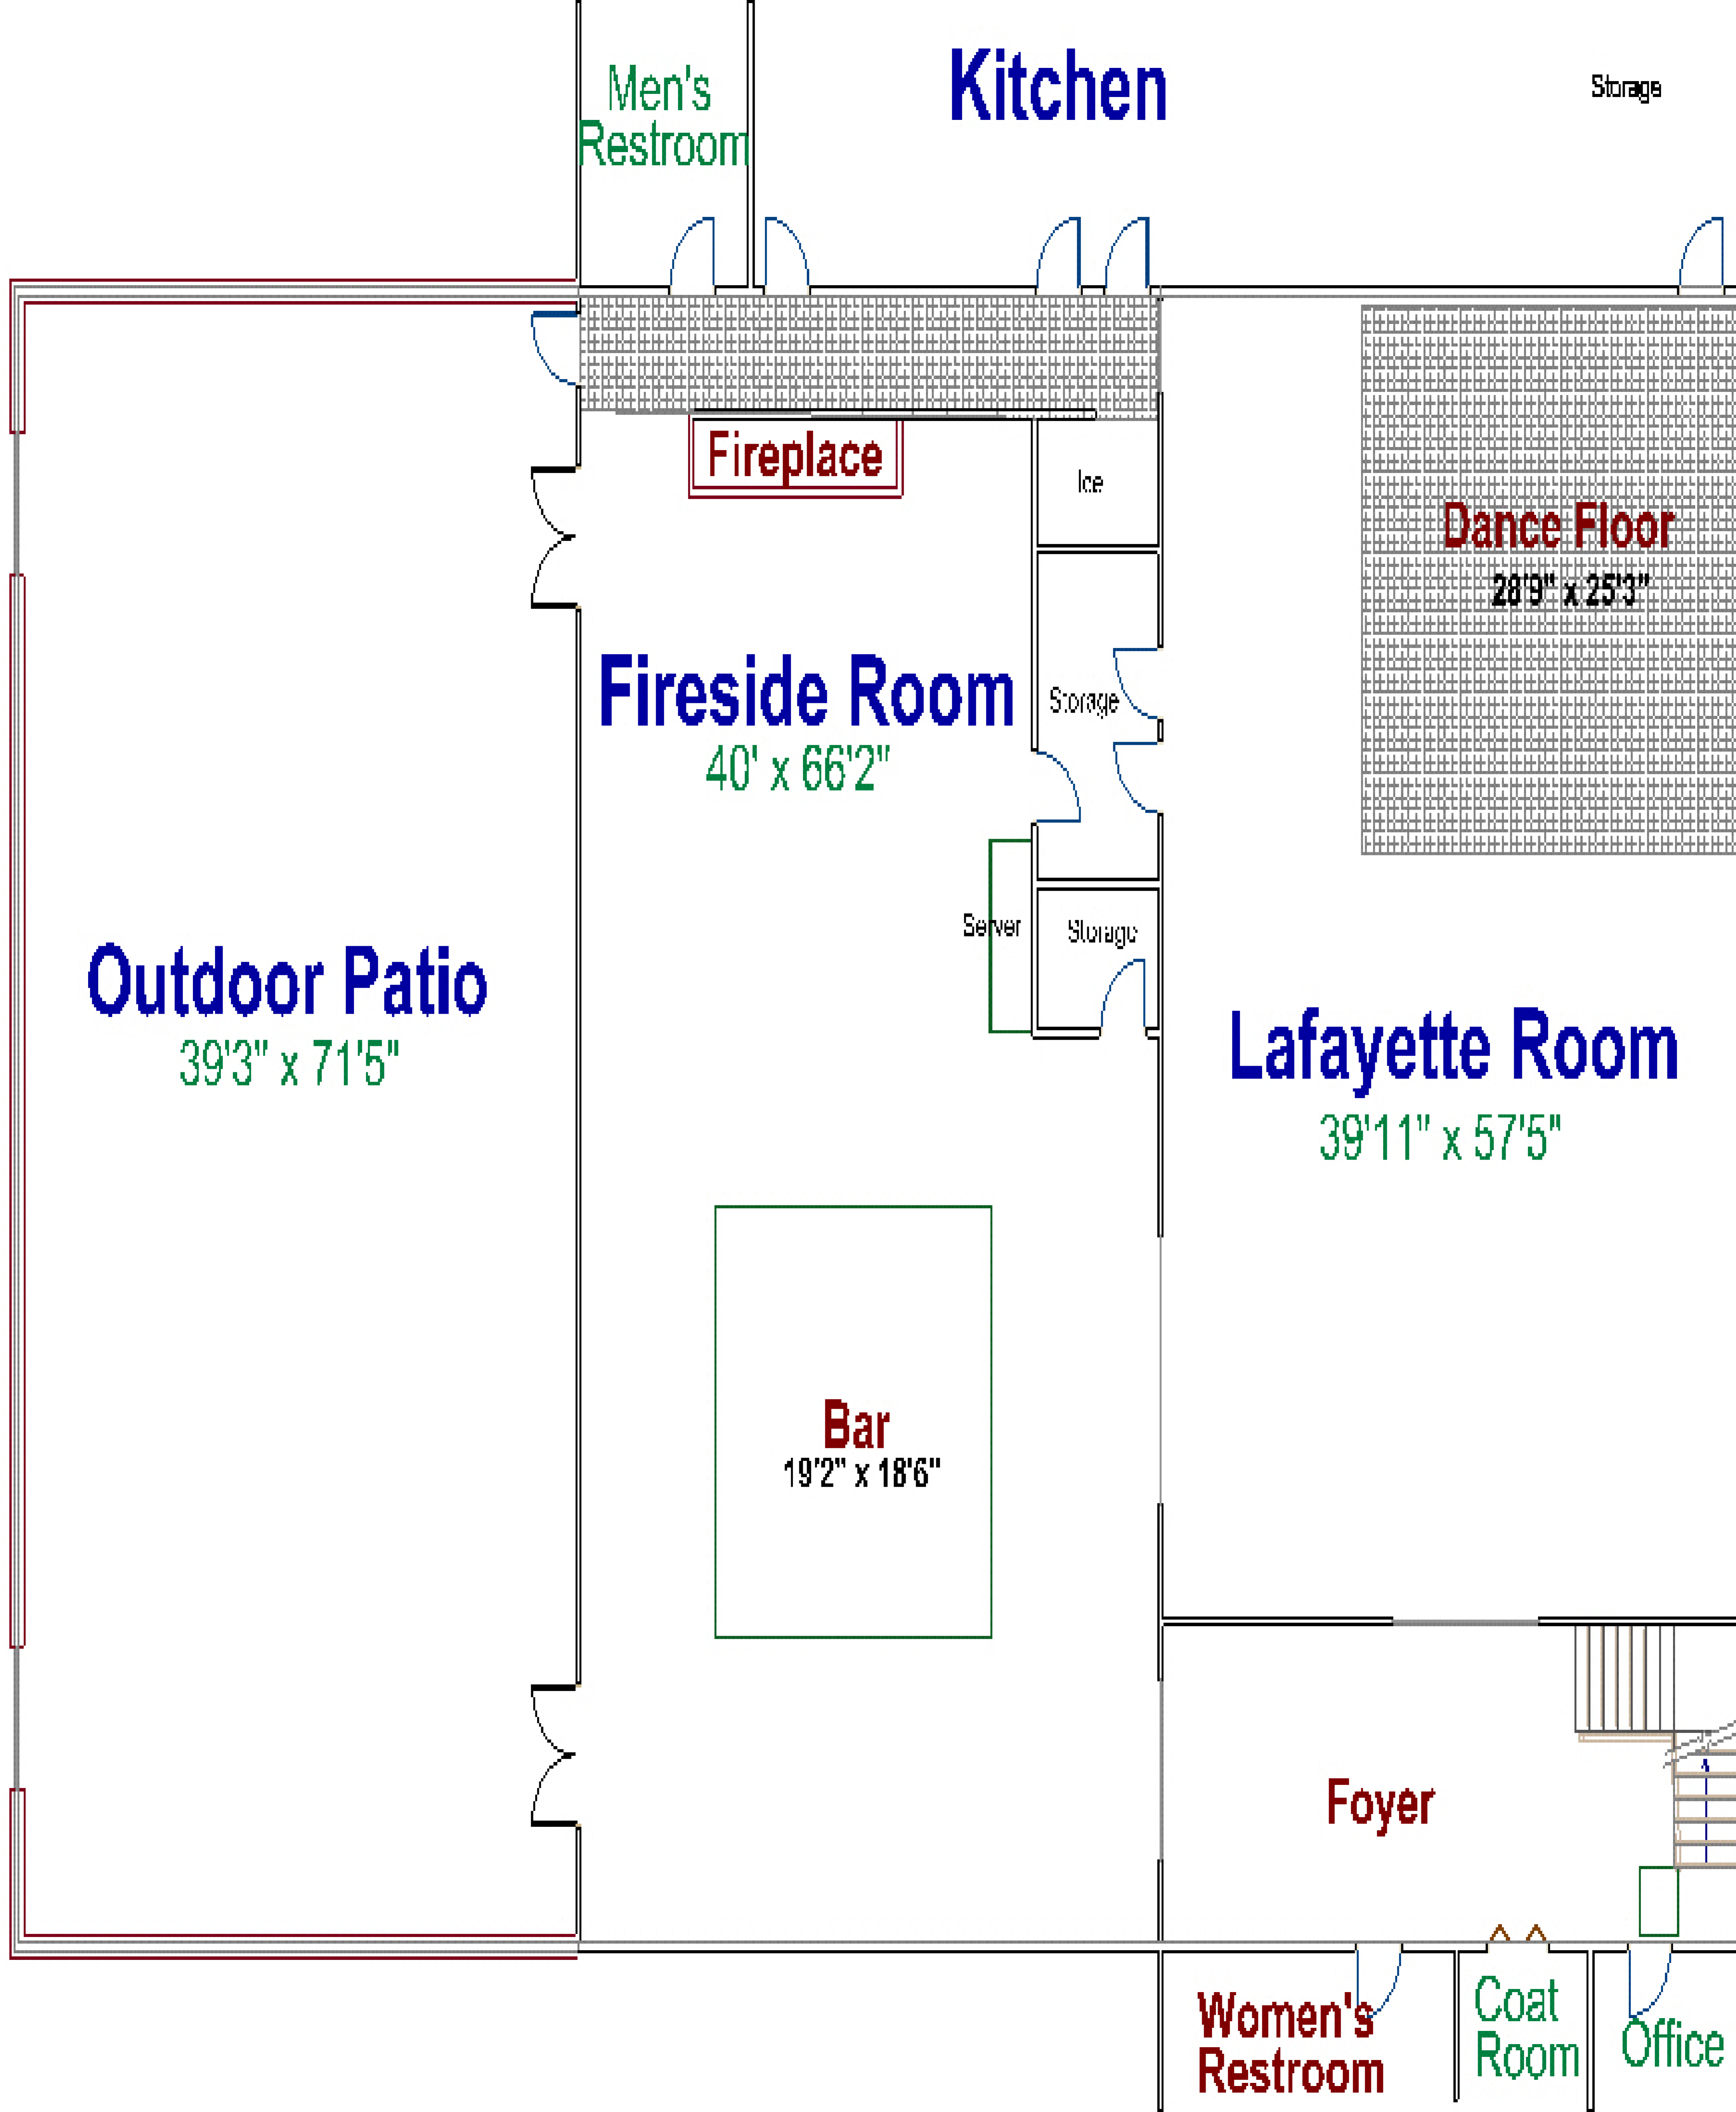 Men's
Restroom
Kitchen
Storage
Fireplace
Ice
Dance Floor
28'9" x 25'3"
Fireside Room
40' x 66'2"
Storage
Server
Storage
Outdoor Patio
39'3" x 71'5"
Lafayette Room
39'11" x 57'5"
Bar
19'2" x 18'6"
Foyer
Women's
Restroom
Coat
Room
Office